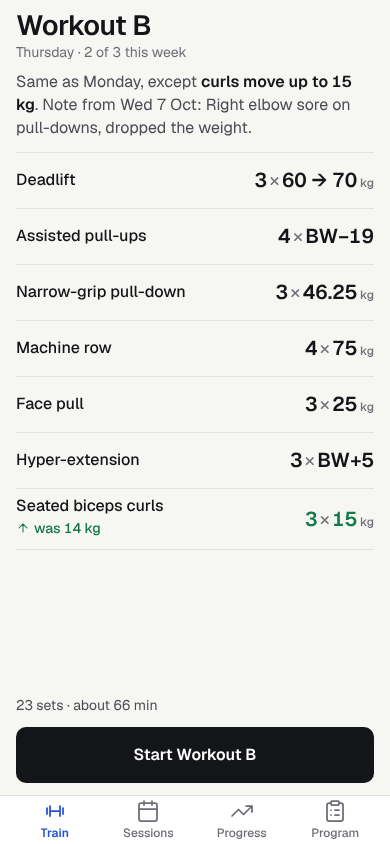 Workout B
Thursday · 2 of 3 this week
Same as Monday, except curls move up to 15
kg. Note from Wed 7 Oct: Right elbow sore on
pull-downs, dropped the weight.
Deadlift 3×60 → 70 kg
Assisted pull-ups 4×BW−19
Narrow-grip pull-down 3×46.25 kg
Machine row 4×75 kg
Face pull 3×25 kg
Hyper-extension 3×BW+5
Seated biceps curls 3×15 kg
↑ was 14 kg
23 sets · about 66 min
Start Workout B
Train Sessions Progress Program